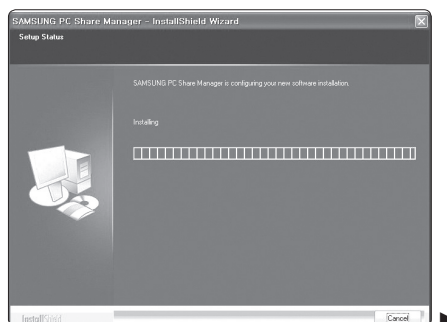 SAMSUNG PC Share Manager - InstallShield Wizard
Setup Status
SAMSUNG PC Share Manager is configuring your new software installation.
Installing
InstallShield
Cancel